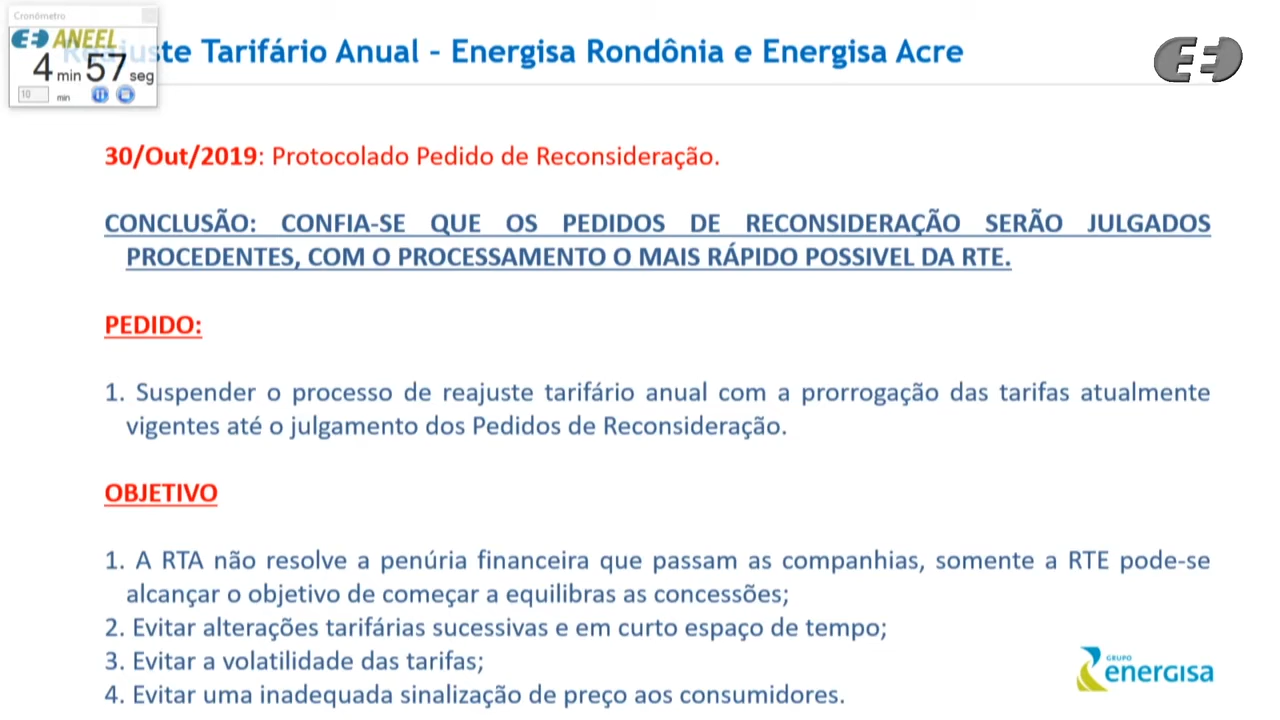 Cronômetro
ANEEL
4 min 57 seg
10 min
Reajuste Tarifário Anual – Energisa Rondônia e Energisa Acre
30/Out/2019: Protocolado Pedido de Reconsideração.
CONCLUSÃO: CONFIA-SE QUE OS PEDIDOS DE RECONSIDERAÇÃO SERÃO JULGADOS
PROCEDENTES, COM O PROCESSAMENTO O MAIS RÁPIDO POSSIVEL DA RTE.
PEDIDO:
1. Suspender o processo de reajuste tarifário anual com a prorrogação das tarifas atualmente
vigentes até o julgamento dos Pedidos de Reconsideração.
OBJETIVO
1. A RTA não resolve a penúria financeira que passam as companhias, somente a RTE pode-se
alcançar o objetivo de começar a equilibras as concessões;
2. Evitar alterações tarifárias sucessivas e em curto espaço de tempo;
3. Evitar a volatilidade das tarifas;
4. Evitar uma inadequada sinalização de preço aos consumidores.
GRUPO
energisa